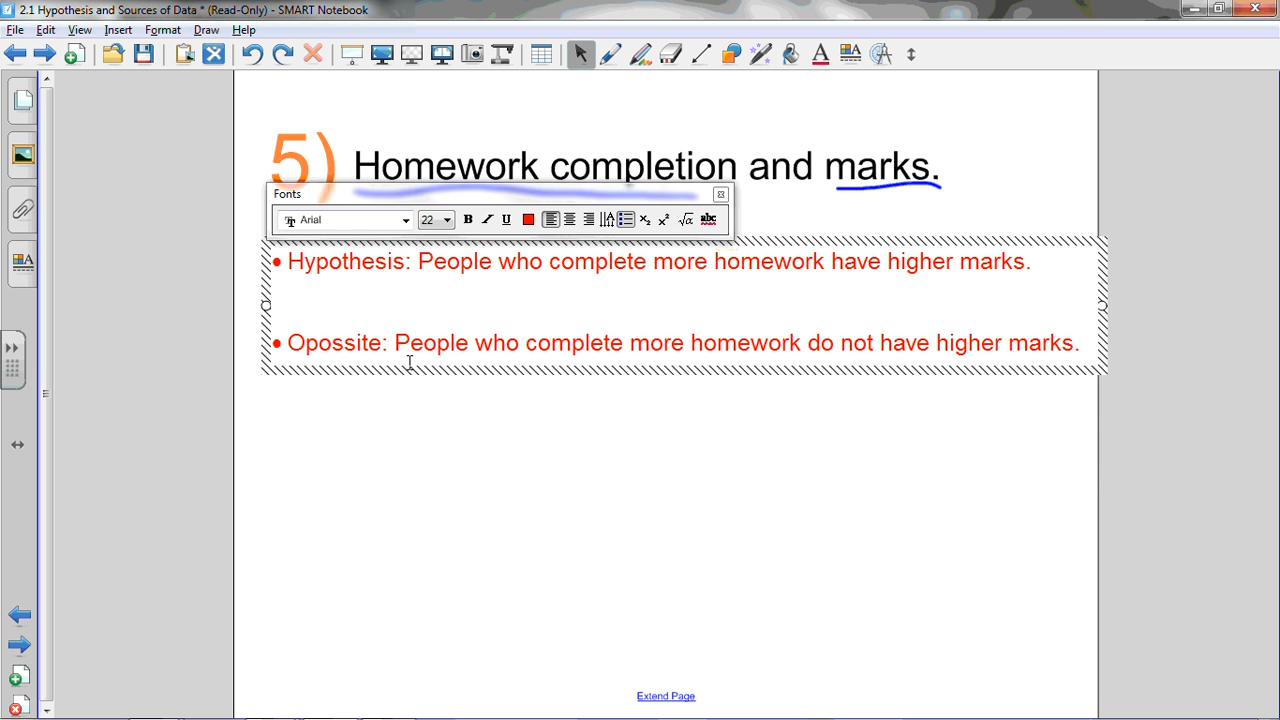 2.1 Hypothesis and Sources of Data * (Read-Only) - SMART Notebook
File Edit View Insert Format Draw Help
5) Homework completion and marks.
Fonts
Arial 22 B I U abc
• Hypothesis: People who complete more homework have higher marks.
• Opossite: People who complete more homework do not have higher marks.
Extend Page